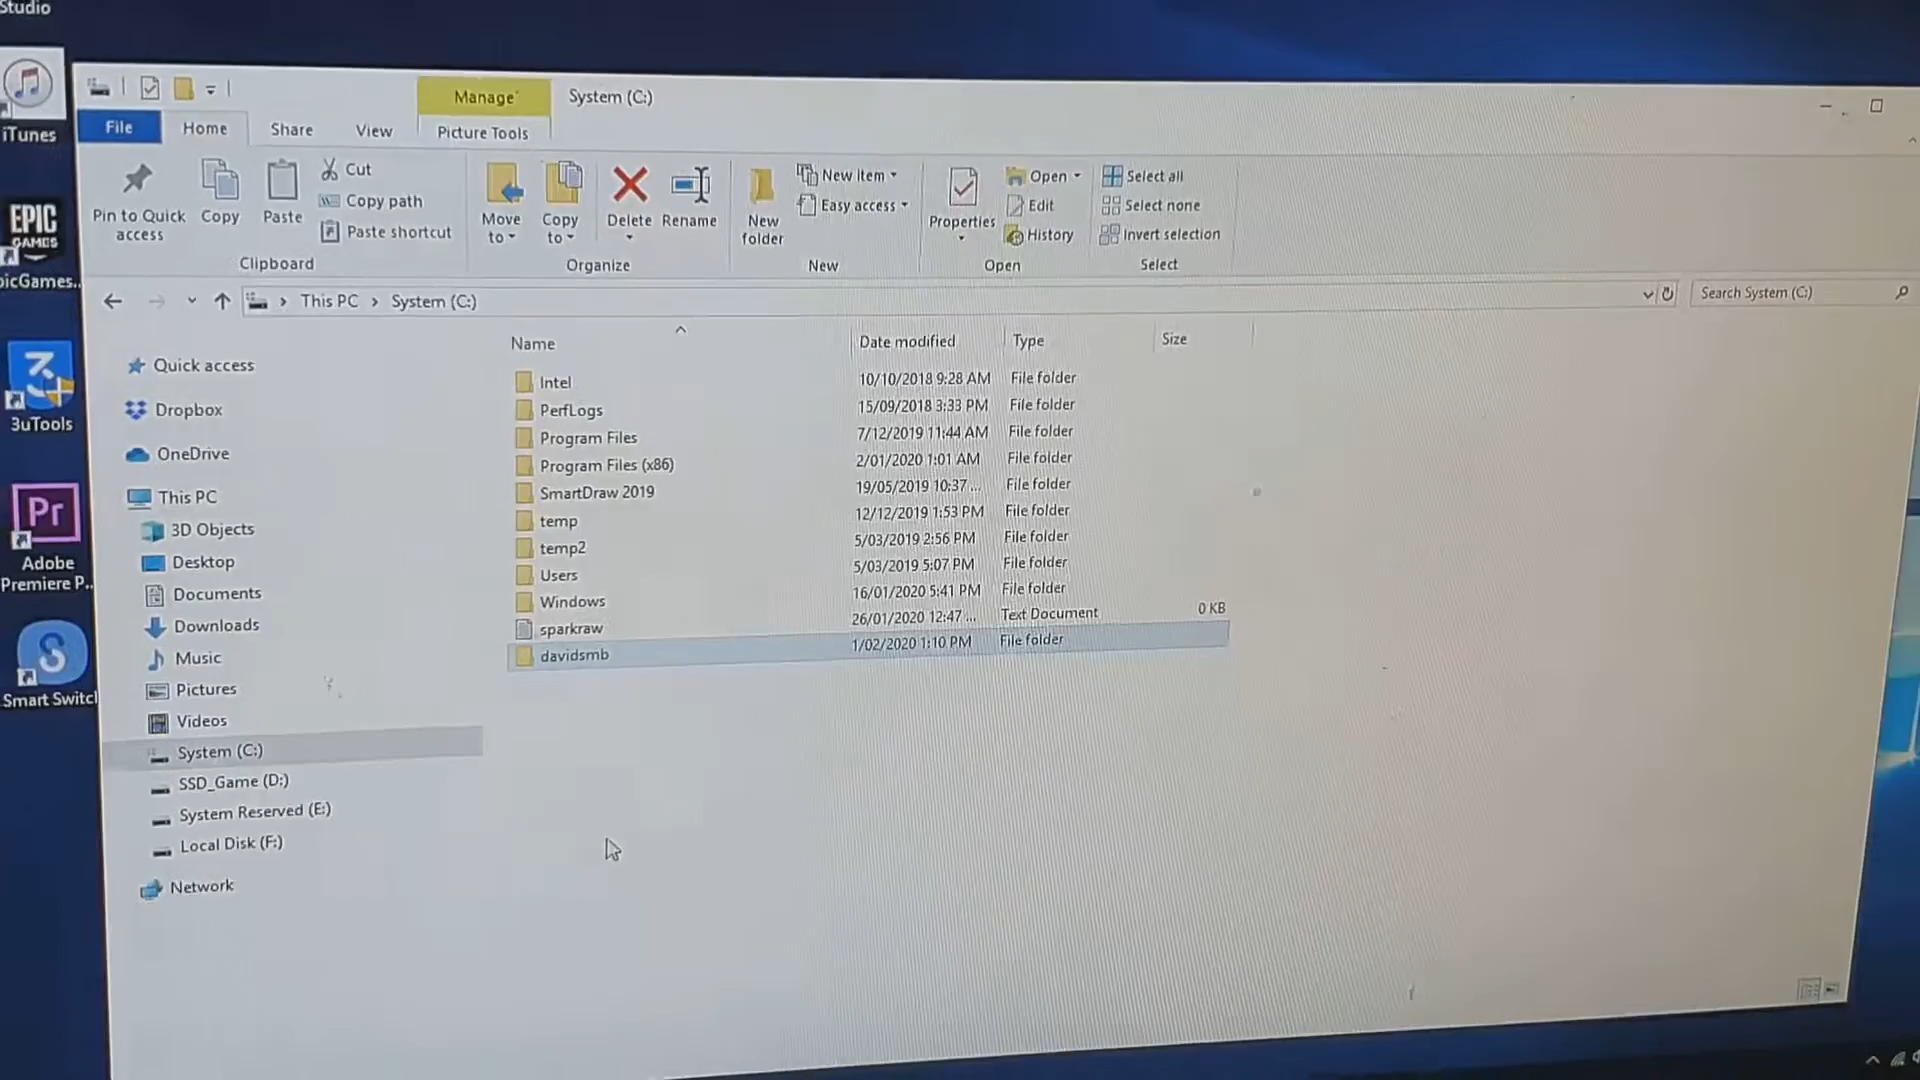 Studio
iTunes
EPIC
GAMES
picGames...
3uTools
Pr
Adobe
Premiere P...
S
Smart Switch
Manage
System (C:)
File
Home
Share
View
Picture Tools
Pin to Quick
access
Copy
Paste
Cut
Copy path
Paste shortcut
Clipboard
Move
to
Copy
to
Delete
Rename
Organize
New
folder
New item
Easy access
New
Properties
Open
Edit
History
Open
Select all
Select none
Invert selection
Select
This PC > System (C:)
Search System (C:)
Quick access
Dropbox
OneDrive
This PC
3D Objects
Desktop
Documents
Downloads
Music
Pictures
Videos
System (C:)
SSD_Game (D:)
System Reserved (E:)
Local Disk (F:)
Network
Name Date modified Type Size
Intel 10/10/2018 9:28 AM File folder
PerfLogs 15/09/2018 3:33 PM File folder
Program Files 7/12/2019 11:44 AM File folder
Program Files (x86) 2/01/2020 1:01 AM File folder
SmartDraw 2019 19/05/2019 10:37 ... File folder
temp 12/12/2019 1:53 PM File folder
temp2 5/03/2019 2:56 PM File folder
Users 5/03/2019 5:07 PM File folder
Windows 16/01/2020 5:41 PM File folder
sparkraw 26/01/2020 12:47 ... Text Document 0 KB
davidsmb 1/02/2020 1:10 PM File folder